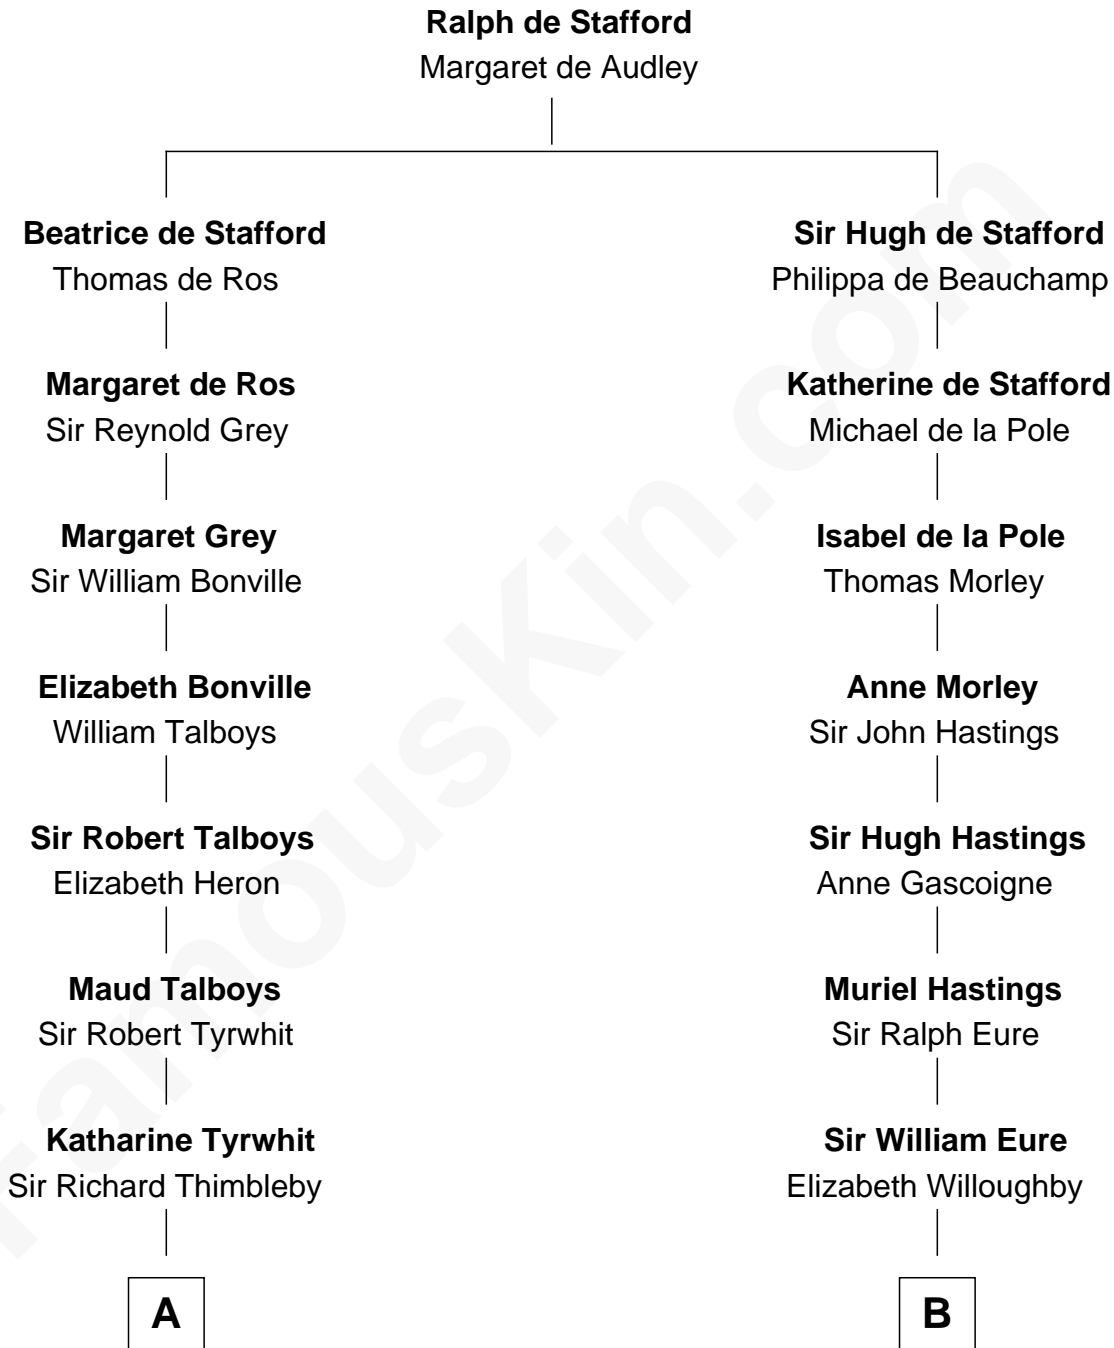 Ralph de Stafford
Margaret de Audley
Beatrice de Stafford
Thomas de Ros
Margaret de Ros
Sir Reynold Grey
Margaret Grey
Sir William Bonville
Elizabeth Bonville
William Talboys
Sir Robert Talboys
Elizabeth Heron
Maud Talboys
Sir Robert Tyrwhit
Katharine Tyrwhit
Sir Richard Thimbleby
A
Sir Hugh de Stafford
Philippa de Beauchamp
Katherine de Stafford
Michael de la Pole
Isabel de la Pole
Thomas Morley
Anne Morley
Sir John Hastings
Sir Hugh Hastings
Anne Gascoigne
Muriel Hastings
Sir Ralph Eure
Sir William Eure
Elizabeth Willoughby
B
FamousKin.com